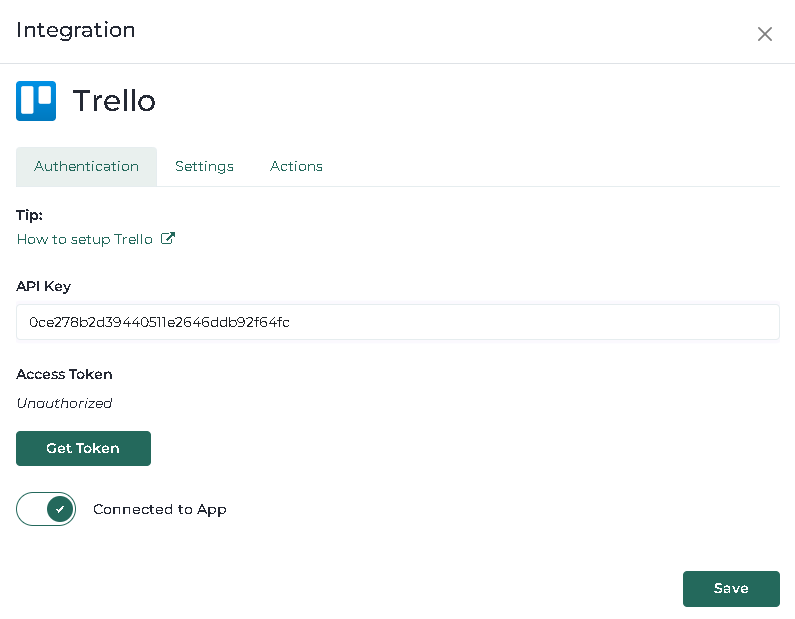 Integration
Trello
Authentication Settings Actions
Tip:
How to setup Trello
API Key
0ce278b2d39440511e2646ddb92f64fc
Access Token
Unauthorized
Get Token
Connected to App
Save